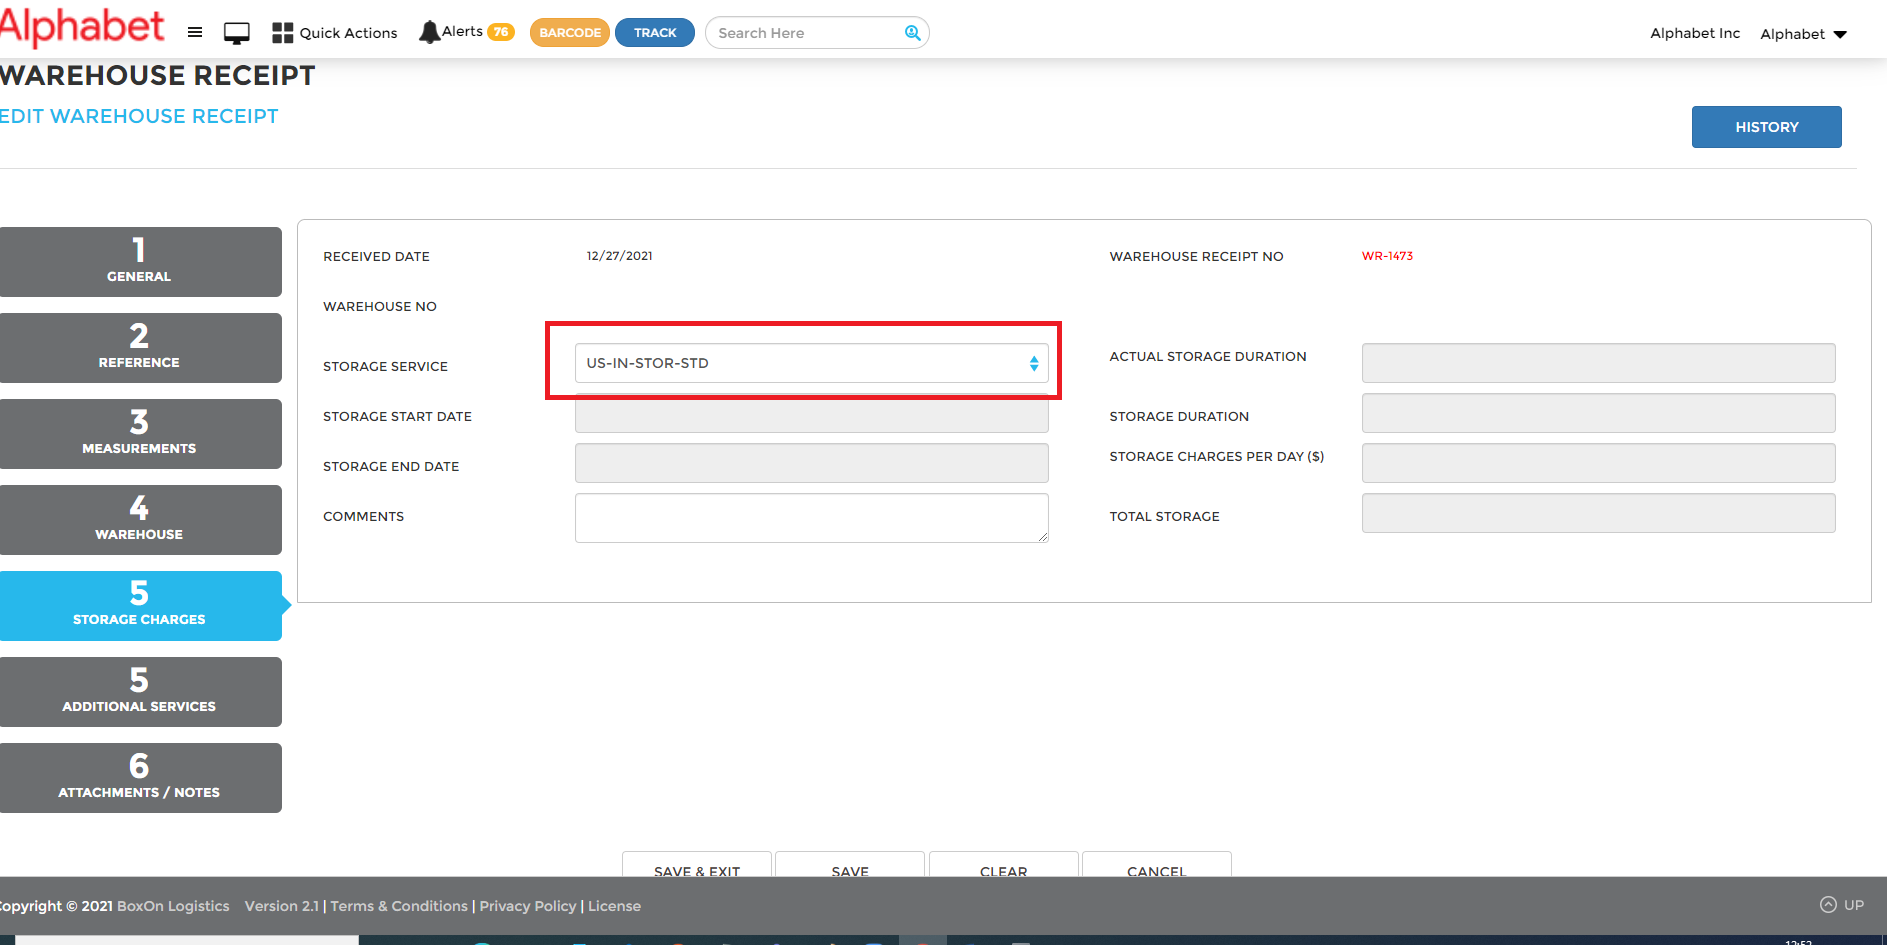 Alphabet
Quick Actions
Alerts 76
BARCODE
TRACK
Search Here
Alphabet Inc
Alphabet
WAREHOUSE RECEIPT
EDIT WAREHOUSE RECEIPT
HISTORY
1
GENERAL
2
REFERENCE
3
MEASUREMENTS
4
WAREHOUSE
5
STORAGE CHARGES
5
ADDITIONAL SERVICES
6
ATTACHMENTS / NOTES
RECEIVED DATE 12/27/2021
WAREHOUSE RECEIPT NO WR-1473
WAREHOUSE NO
STORAGE SERVICE US-IN-STOR-STD
ACTUAL STORAGE DURATION
STORAGE START DATE
STORAGE DURATION
STORAGE END DATE
STORAGE CHARGES PER DAY ($)
COMMENTS
TOTAL STORAGE
SAVE & EXIT
SAVE
CLEAR
CANCEL
opyright © 2021 BoxOn Logistics Version 2.1 | Terms & Conditions | Privacy Policy | License
UP